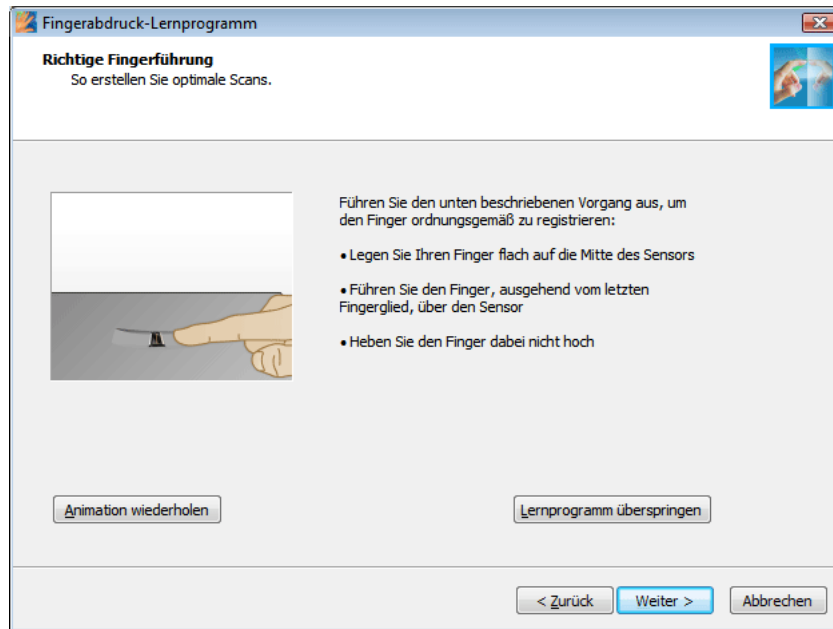 Fingerabdruck-Lernprogramm
Richtige Fingerführung
So erstellen Sie optimale Scans.
Führen Sie den unten beschriebenen Vorgang aus, um
den Finger ordnungsgemäß zu registrieren:
• Legen Sie Ihren Finger flach auf die Mitte des Sensors
• Führen Sie den Finger, ausgehend vom letzten
Fingerglied, über den Sensor
• Heben Sie den Finger dabei nicht hoch
Animation wiederholen
Lernprogramm überspringen
< Zurück
Weiter >
Abbrechen